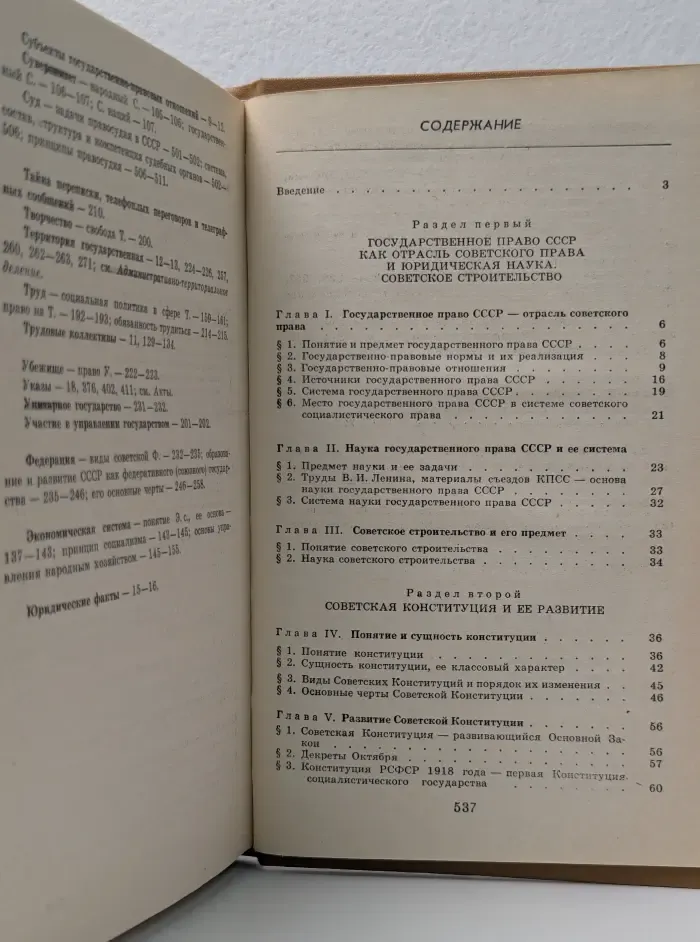 Субъекты государственно-правовых отношений — 9—15.
Суверенитет — народный С. — 105—106; государствен-
ный С. — 106—107; С. наций — 107.
Суд — задачи правосудия в СССР — 501—502; система,
состав, структура и компетенция судебных органов — 502—
506; принципы правосудия — 506—511.
Тайна переписки, телефонных переговоров и телеграф-
ных сообщений — 210.
Творчество — свобода Т. — 200.
Территория государственная — 12—13, 224—226, 257,
260, 262—263, 271; см. Административно-территориальное
деление.
Труд — социальная политика в сфере Т. — 159—161;
право на Т. — 192—193; обязанность трудиться — 214—215.
Трудовые коллективы — 11, 129—134.
Убежище — право У. — 222—223.
Указы — 18, 376, 402, 411; см. Акты.
Унитарное государство — 231—232.
Участие в управлении государством — 201—202.
Федерация — виды советской Ф. — 232—235; образова-
ние и развитие СССР как федеративного (союзного) государ-
ства — 235—246; его основные черты — 246—258.
Экономическая система — понятие Э.с., ее основа —
137—143; принцип социализма — 143—145; основы упра-
вления народным хозяйством — 145—155.
Юридические факты — 15—16.
СОДЕРЖАНИЕ
Введение . . . . . . . . . . . . . . . . . . 3
Раздел первый
ГОСУДАРСТВЕННОЕ ПРАВО СССР
КАК ОТРАСЛЬ СОВЕТСКОГО ПРАВА
И ЮРИДИЧЕСКАЯ НАУКА.
СОВЕТСКОЕ СТРОИТЕЛЬСТВО
Глава I. Государственное право СССР — отрасль советского
права . . . . . . . . . . . . . . . . . . 6
§ 1. Понятие и предмет государственного права СССР . . . . 6
§ 2. Государственно-правовые нормы и их реализация . . . . 8
§ 3. Государственно-правовые отношения . . . . . . . 9
§ 4. Источники государственного права СССР . . . . . . 16
§ 5. Система государственного права СССР . . . . . . . 19
§ 6. Место государственного права СССР в системе советского
социалистического права . . . . . . . . . . . 21
Глава II. Наука государственного права СССР и ее система
§ 1. Предмет науки и ее задачи . . . . . . . . . . 23
§ 2. Труды В. И. Ленина, материалы съездов КПСС — основа
науки государственного права СССР . . . . . . . . 27
§ 3. Система науки государственного права СССР . . . . . 32
Глава III. Советское строительство и его предмет . . . . 33
§ 1. Понятие советского строительства . . . . . . . . 33
§ 2. Наука советского строительства . . . . . . . . . 34
Раздел второй
СОВЕТСКАЯ КОНСТИТУЦИЯ И ЕЕ РАЗВИТИЕ
Глава IV. Понятие и сущность конституции . . . . . . 36
§ 1. Понятие конституции . . . . . . . . . . . 36
§ 2. Сущность конституции, ее классовый характер . . . . 42
§ 3. Виды Советских Конституций и порядок их изменения . . 45
§ 4. Основные черты Советской Конституции . . . . . . 46
Глава V. Развитие Советской Конституции . . . . . . . 56
§ 1. Советская Конституция — развивающийся Основной За-
кон . . . . . . . . . . . . . . . . . . 56
§ 2. Декреты Октября . . . . . . . . . . . . . 57
§ 3. Конституция РСФСР 1918 года — первая Конституция
социалистического государства . . . . . . . . . 60
537